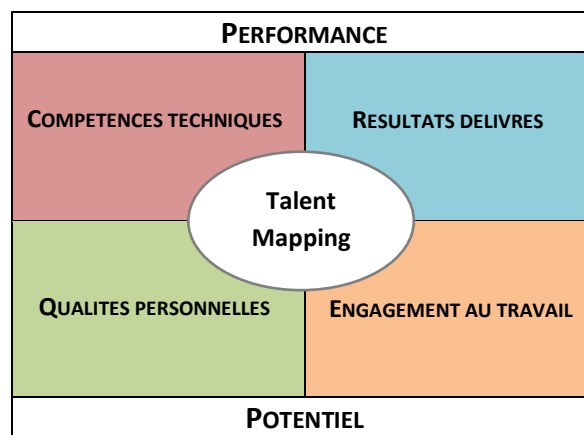 PERFORMANCE
COMPETENCES TECHNIQUES
RESULTATS DELIVRES
Talent
Mapping
QUALITES PERSONNELLES
ENGAGEMENT AU TRAVAIL
POTENTIEL